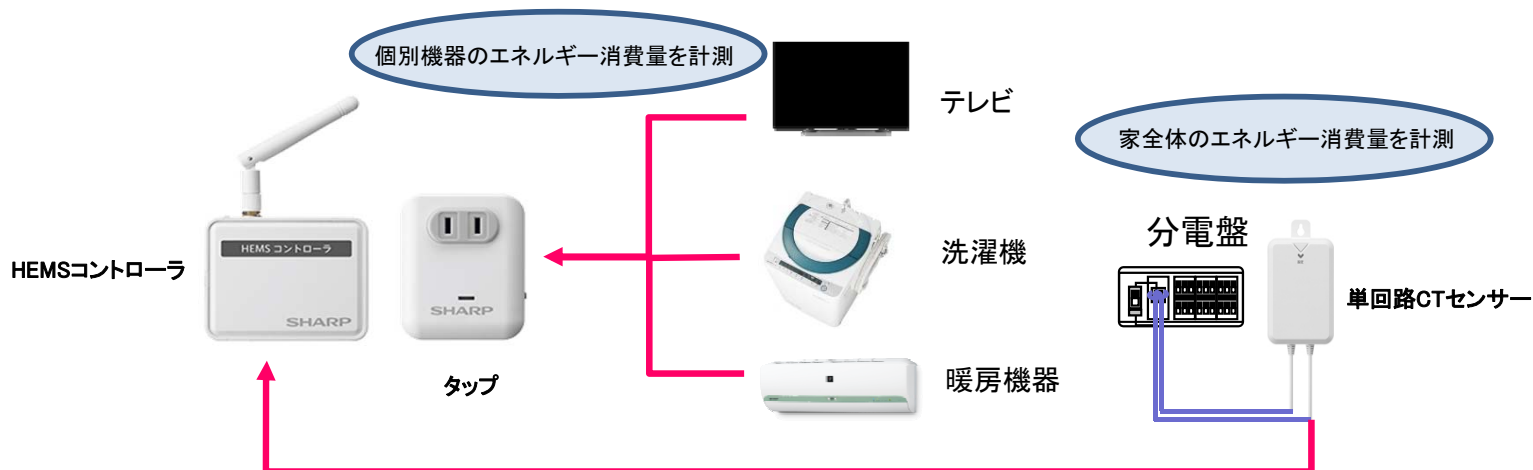 個別機器のエネルギー消費量を計測
テレビ
家全体のエネルギー消費量を計測
HEMS コントローラ
SHARP
HEMSコントローラ
SHARP
タップ
洗濯機
分電盤
単回路CTセンサー
暖房機器